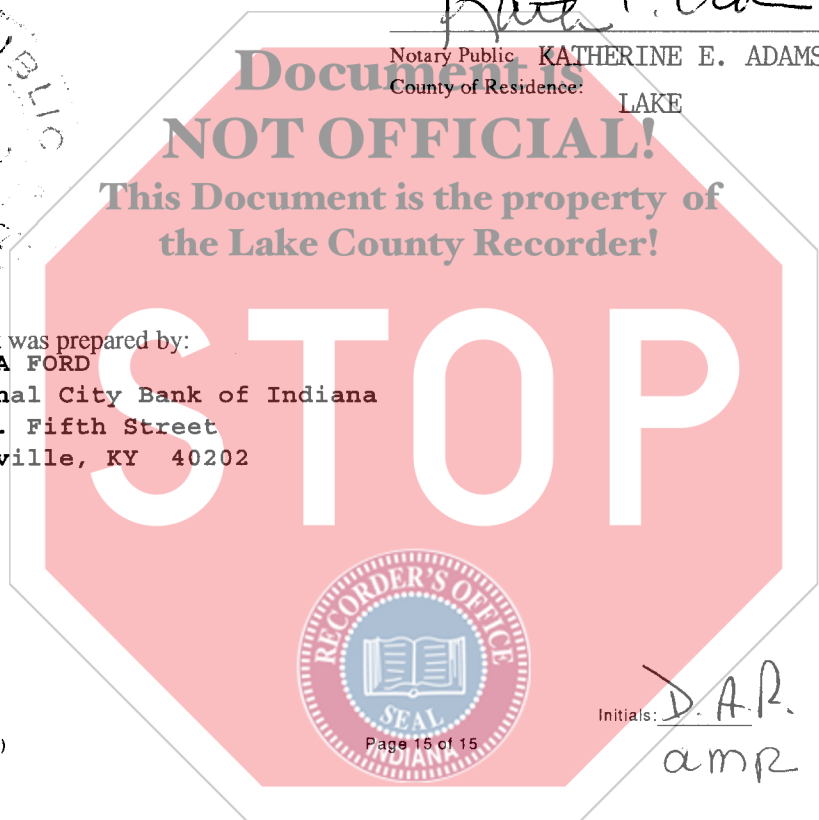 Notary Public KATHERINE E. ADAMS
County of Residence:
LAKE
Document is
NOT OFFICIAL!
This Document is the property of
the Lake County Recorder!
was prepared by:
A FORD
nal City Bank of Indiana
. Fifth Street
ville, KY 40202
STOP
RECORDER'S OFFICE
SEAL
INDIANA
Initials: D. A. R.
amR
Page 15 of 15
)